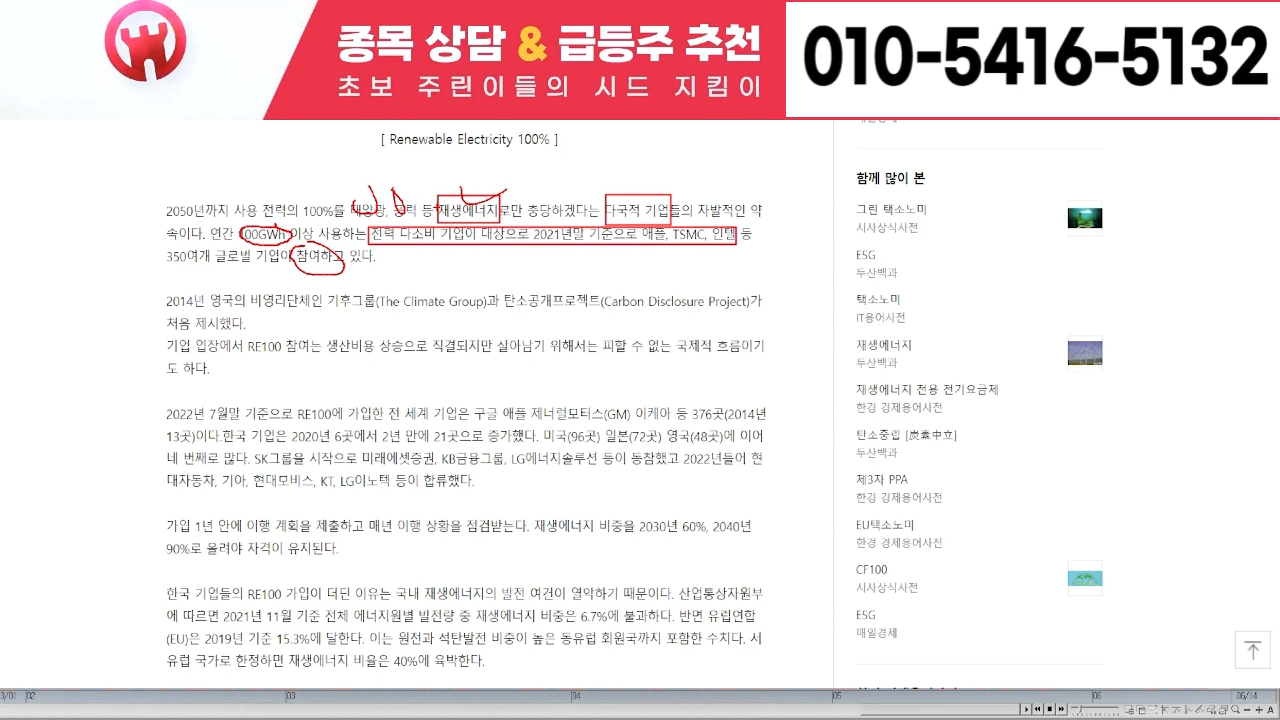 종목 상담 & 급등주 추천
초보 주린이들의 시드 지킴이
010-5416-5132
[ Renewable Electricity 100% ]
2050년까지 사용 전력의 100%를 태양광, 풍력 등 재생에너지로만 충당하겠다는 다국적 기업들의 자발적인 약
속이다. 연간 100GWh 이상 사용하는 전력 다소비 기업이 대상으로 2021년말 기준으로 애플, TSMC, 인텔 등
350여개 글로벌 기업이 참여하고 있다.
2014년 영국의 비영리단체인 기후그룹(The Climate Group)과 탄소공개프로젝트(Carbon Disclosure Project)가
처음 제시했다.
기업 입장에서 RE100 참여는 생산비용 상승으로 직결되지만 살아남기 위해서는 피할 수 없는 국제적 흐름이기
도 하다.
2022년 7월말 기준으로 RE100에 가입한 전 세계 기업은 구글 애플 제너럴모터스(GM) 이케아 등 376곳(2014년
13곳)이다.한국 기업은 2020년 6곳에서 2년 만에 21곳으로 증가했다. 미국(96곳) 일본(72곳) 영국(48곳)에 이어
네 번째로 많다. SK그룹을 시작으로 미래에셋증권, KB금융그룹, LG에너지솔루션 등이 동참했고 2022년들어 현
대자동차, 기아, 현대모비스, KT, LG이노텍 등이 합류했다.
가입 1년 안에 이행 계획을 제출하고 매년 이행 상황을 점검받는다. 재생에너지 비중을 2030년 60%, 2040년
90%로 올려야 자격이 유지된다.
한국 기업들의 RE100 가입이 더딘 이유는 국내 재생에너지의 발전 여건이 열악하기 때문이다. 산업통상자원부
에 따르면 2021년 11월 기준 전체 에너지원별 발전량 중 재생에너지 비중은 6.7%에 불과하다. 반면 유럽연합
(EU)은 2019년 기준 15.3%에 달한다. 이는 원전과 석탄발전 비중이 높은 동유럽 회원국까지 포함한 수치다. 서
유럽 국가로 한정하면 재생에너지 비율은 40%에 육박한다.
함께 많이 본
그린 택소노미
시사상식사전
ESG
두산백과
택소노미
IT용어사전
재생에너지
두산백과
재생에너지 전용 전기요금제
한경 경제용어사전
탄소중립 [炭素中立]
두산백과
제3자 PPA
한경 경제용어사전
EU택소노미
한경 경제용어사전
CF100
시사상식사전
ESG
매일경제
3/01 02 03 04 05 06 06/14